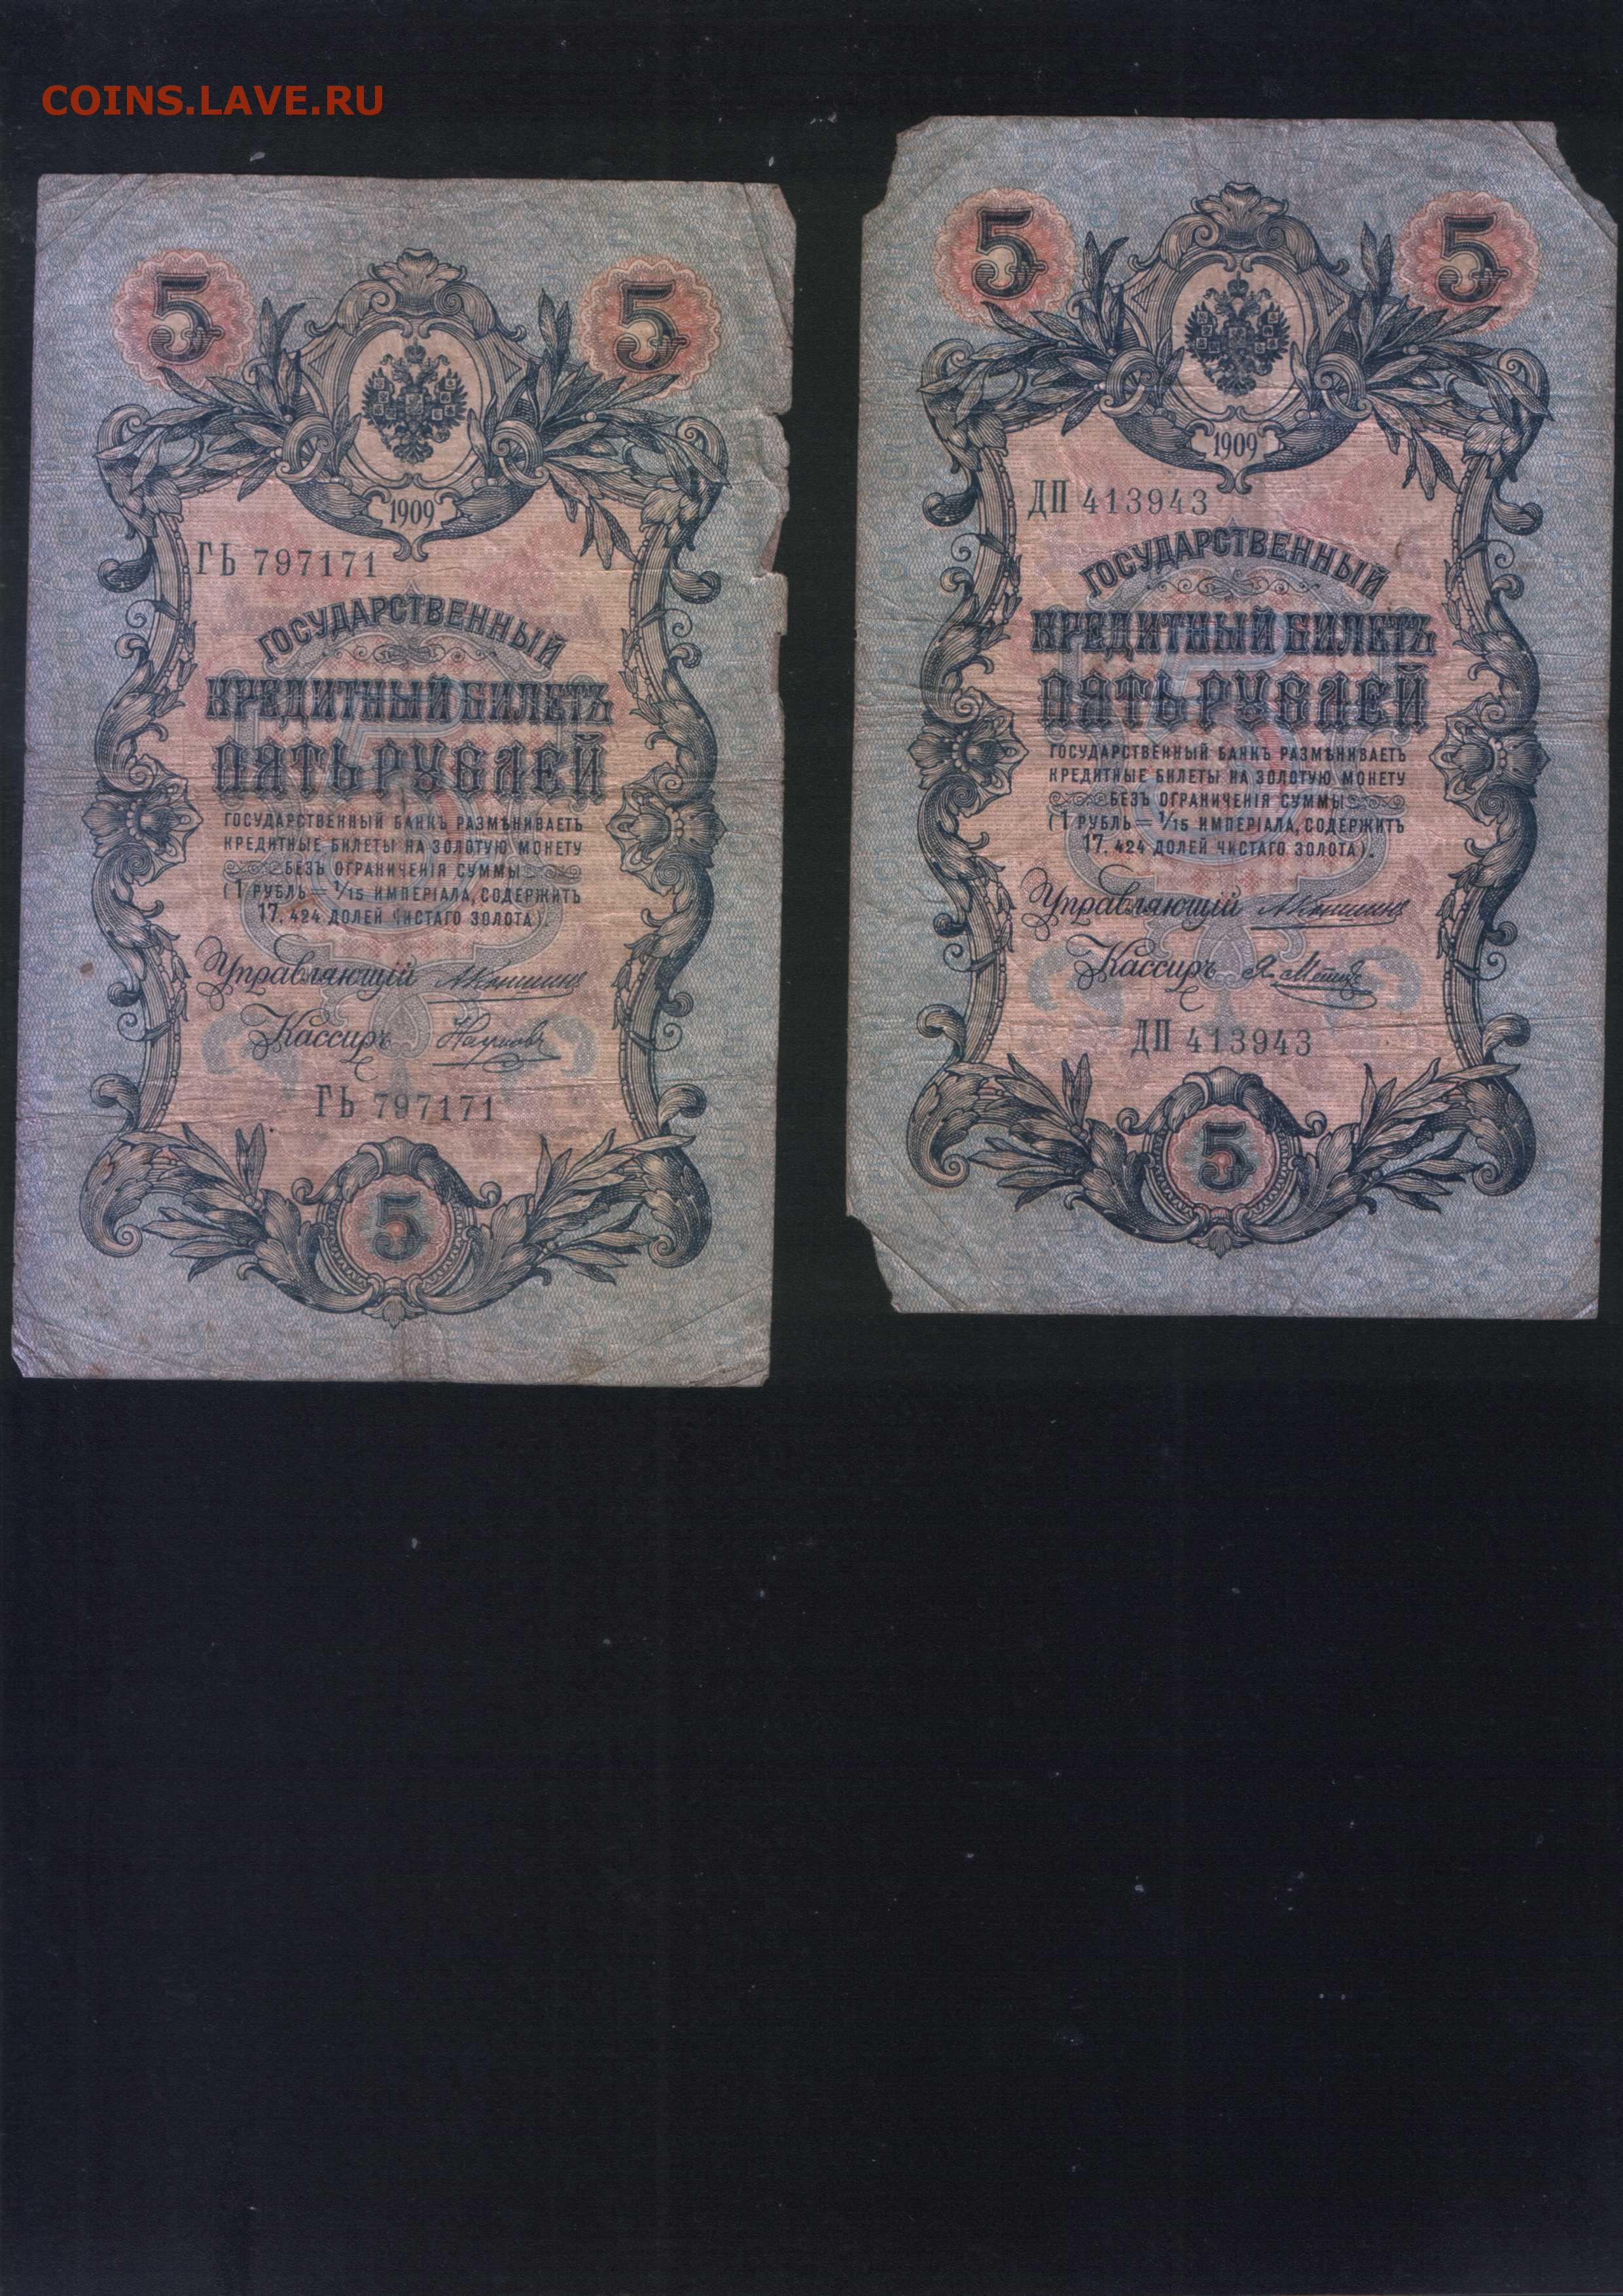 COINS.LAVE.RU
5 5
1909
ГЬ 797171
ГОСУДАРСТВЕННЫЙ
КРЕДИТНЫЙ БИЛЕТЪ
ПЯТЬ РУБЛЕЙ
ГОСУДАРСТВЕННЫЙ БАНКЪ РАЗМѢНИВАЕТЪ
КРЕДИТНЫЕ БИЛЕТЫ НА ЗОЛОТУЮ МОНЕТУ
БЕЗЪ ОГРАНИЧЕНІЯ СУММЫ
(1 РУБЛЬ = 1/15 ИМПЕРІАЛА, СОДЕРЖИТЪ
17,424 ДОЛЕЙ ЧИСТАГО ЗОЛОТА).
Управляющій АКоншинъ
Кассиръ Наумовъ
ГЬ 797171
5
5 5
1909
ДП 413943
ГОСУДАРСТВЕННЫЙ
КРЕДИТНЫЙ БИЛЕТЪ
ПЯТЬ РУБЛЕЙ
ГОСУДАРСТВЕННЫЙ БАНКЪ РАЗМѢНИВАЕТЪ
КРЕДИТНЫЕ БИЛЕТЫ НА ЗОЛОТУЮ МОНЕТУ
БЕЗЪ ОГРАНИЧЕНІЯ СУММЫ
(1 РУБЛЬ = 1/15 ИМПЕРІАЛА, СОДЕРЖИТЪ
17,424 ДОЛЕЙ ЧИСТАГО ЗОЛОТА).
Управляющій АКоншинъ
Кассиръ Я. Метцъ
ДП 413943
5